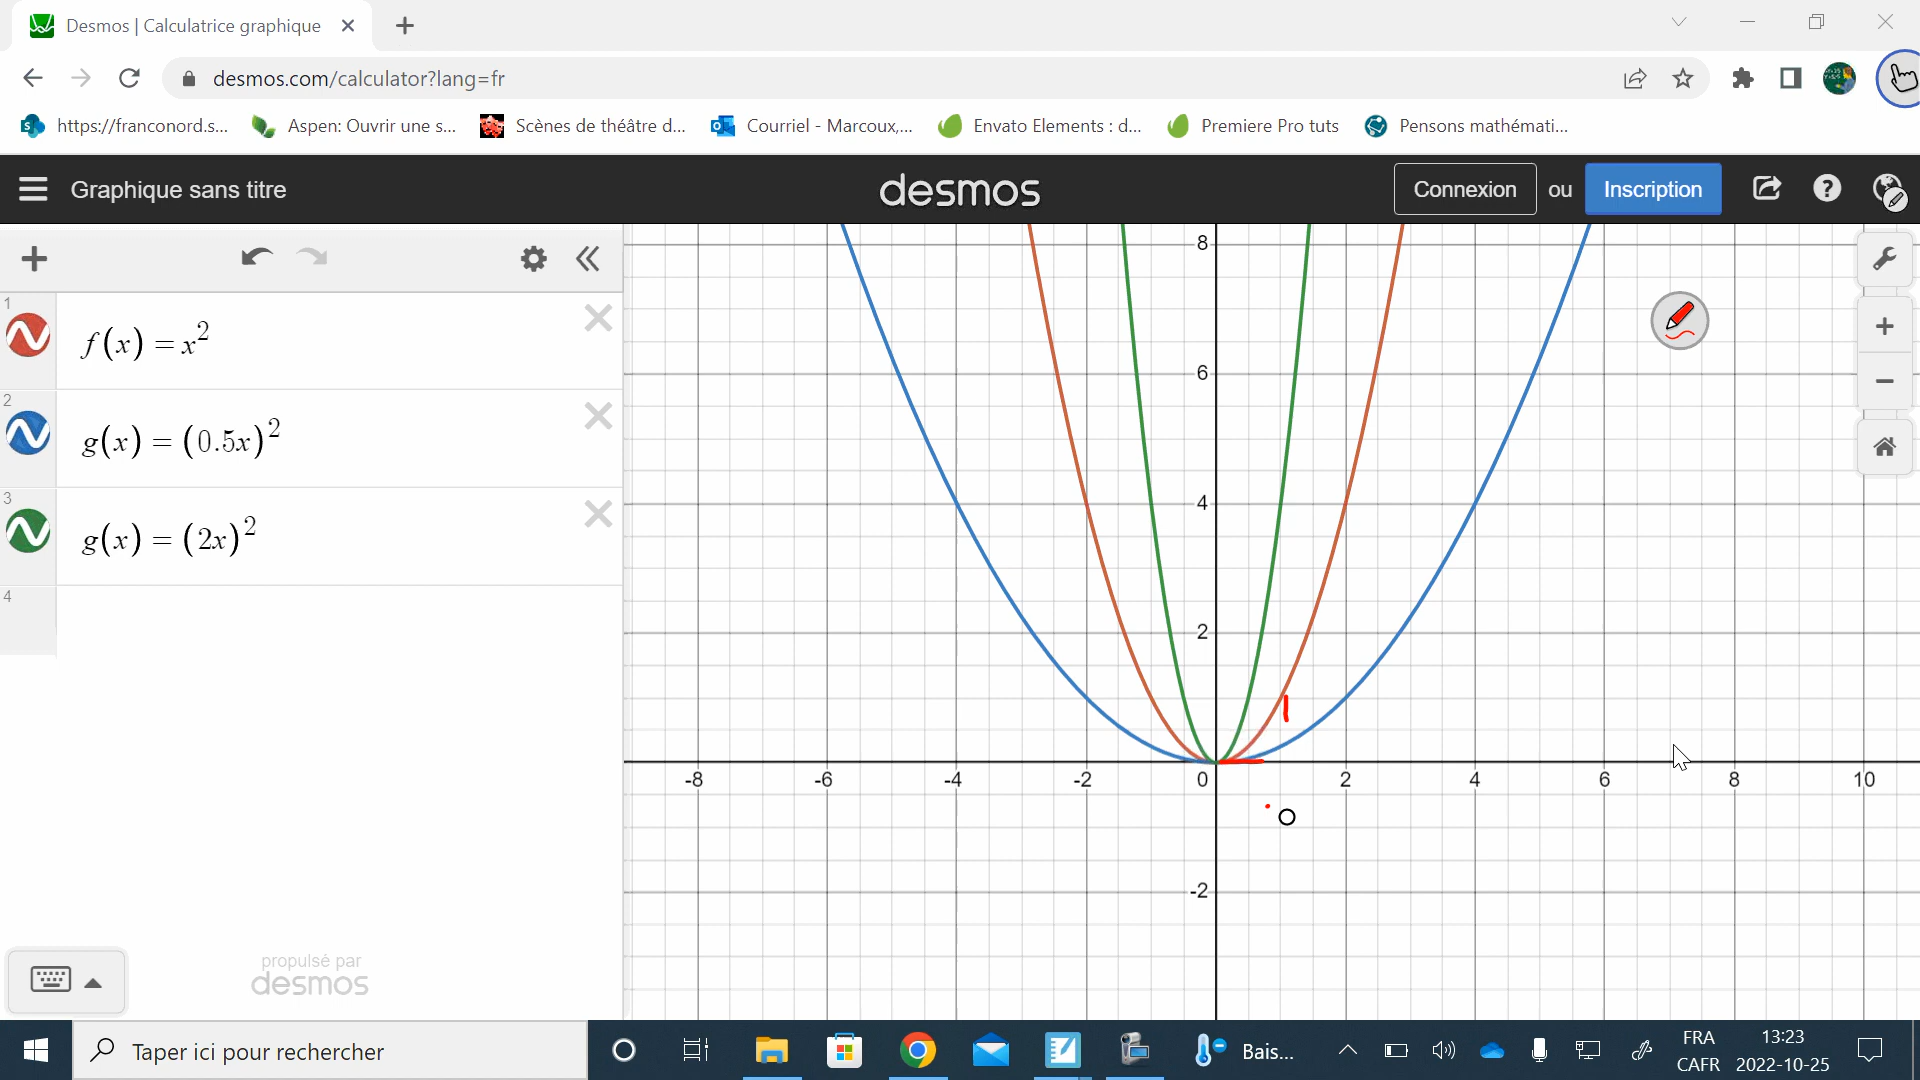 Desmos | Calculatrice graphique
desmos.com/calculator?lang=fr
https://franconord.s...
Aspen: Ouvrir une s...
Scènes de théâtre d...
Courriel - Marcoux,...
Envato Elements : d...
Premiere Pro tuts
Pensons mathémati...
Graphique sans titre
desmos
Connexion
ou
Inscription
1
f(x) = x²
2
g(x) = (0.5x)²
3
g(x) = (2x)²
4
8
6
4
2
-8 -6 -4 -2 0 2 4 6 8 10
-2
propulsé par
desmos
Taper ici pour rechercher
Bais...
FRA
CAFR
13:23
2022-10-25